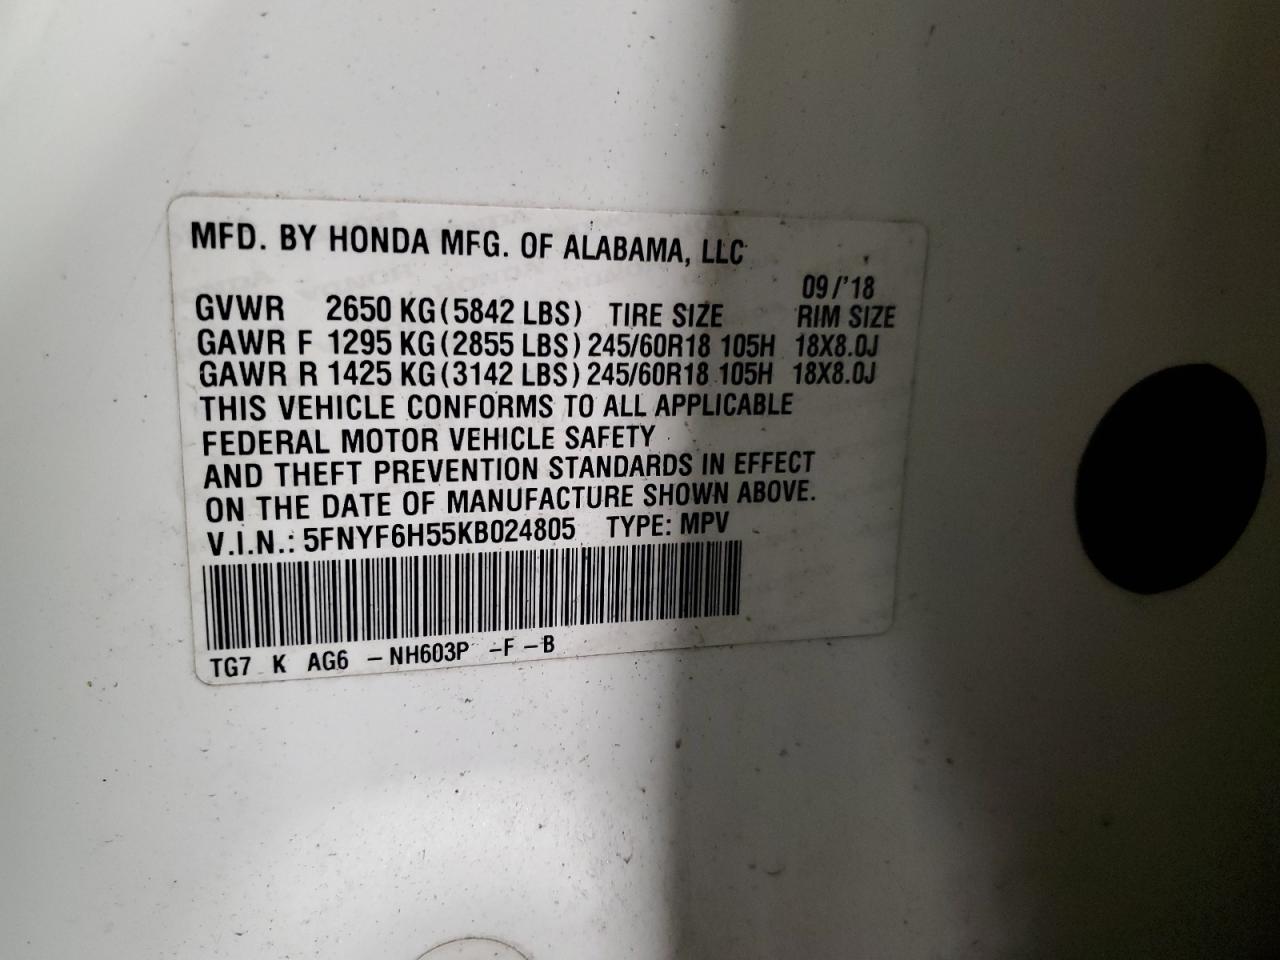 MFD. BY HONDA MFG. OF ALABAMA, LLC
09/'18
GVWR 2650 KG (5842 LBS) TIRE SIZE RIM SIZE
GAWR F 1295 KG (2855 LBS) 245/60R18 105H 18X8.0J
GAWR R 1425 KG (3142 LBS) 245/60R18 105H 18X8.0J
THIS VEHICLE CONFORMS TO ALL APPLICABLE
FEDERAL MOTOR VEHICLE SAFETY
AND THEFT PREVENTION STANDARDS IN EFFECT
ON THE DATE OF MANUFACTURE SHOWN ABOVE.
V.I.N.: 5FNYF6H55KB024805 TYPE: MPV
TG7 K AG6 -NH603P -F-B